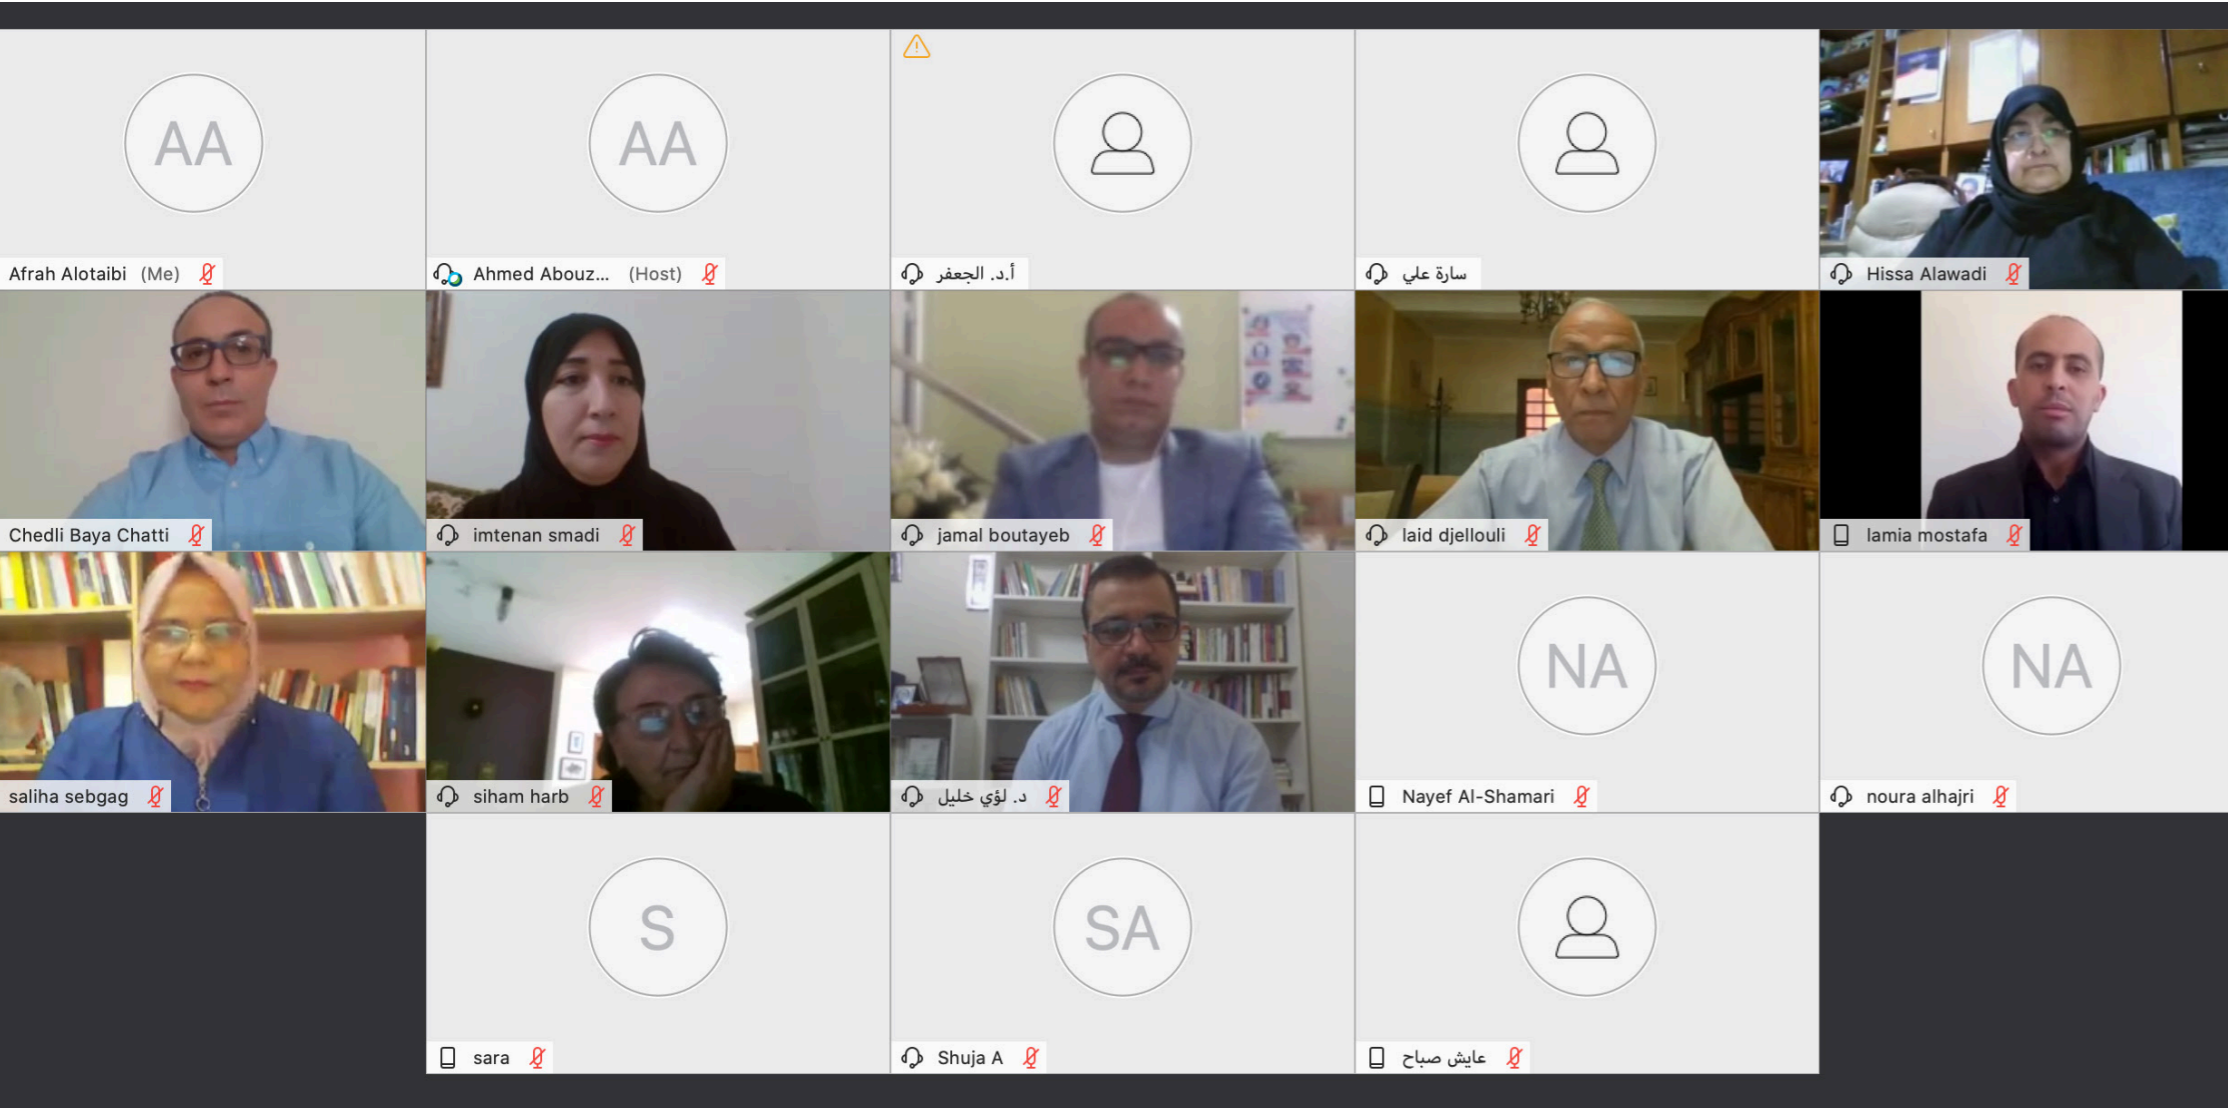 AA
Afrah Alotaibi (Me)
AA
Ahmed Abouz... (Host)
أ.د. الجعفر
سارة علي
Hissa Alawadi
Chedli Baya Chatti
imtenan smadi
jamal boutayeb
laid djellouli
lamia mostafa
saliha sebgag
siham harb
د. لؤي خليل
NA
Nayef Al-Shamari
NA
noura alhajri
S
sara
SA
Shuja A
عايش صباح